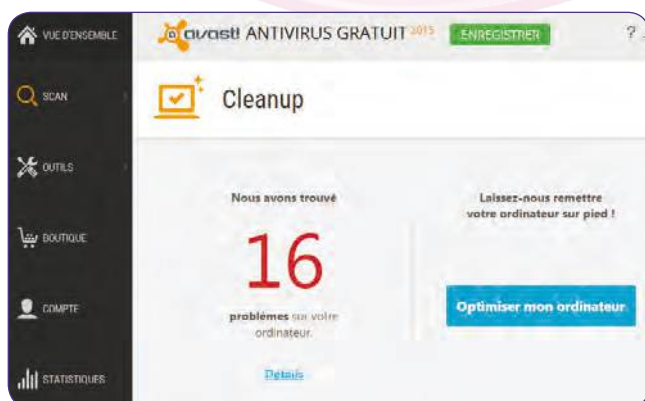 VUE D'ENSEMBLE
avast! ANTIVIRUS GRATUIT 2015 ENREGISTRER ?
SCAN
Cleanup
OUTILS
BOUTIQUE
COMPTE
STATISTIQUES
Nous avons trouvé
16
problèmes sur votre
ordinateur.
Détails
Laissez-nous remettre
votre ordinateur sur pied !
Optimiser mon ordinateur